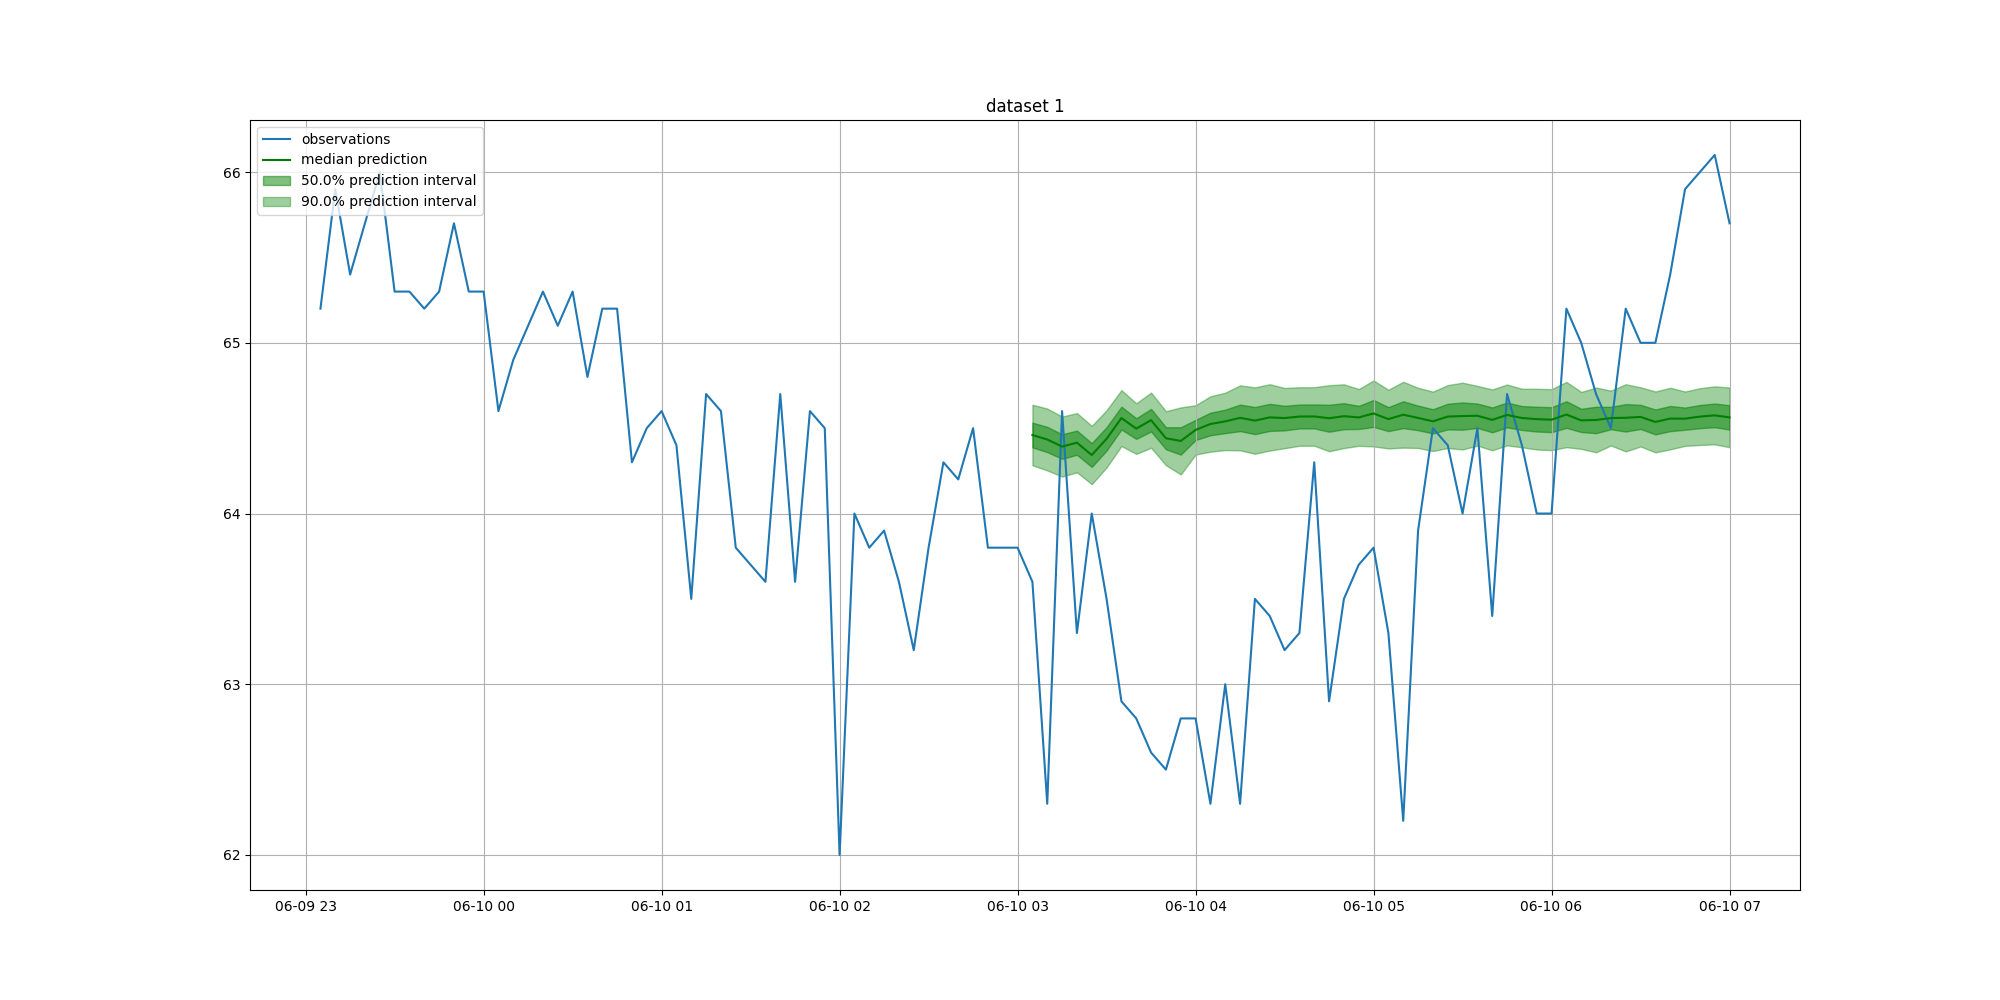 dataset 1
observations
median prediction
50.0% prediction interval
90.0% prediction interval
66
65
64
63
62
06-09 23
06-10 00
06-10 01
06-10 02
06-10 03
06-10 04
06-10 05
06-10 06
06-10 07